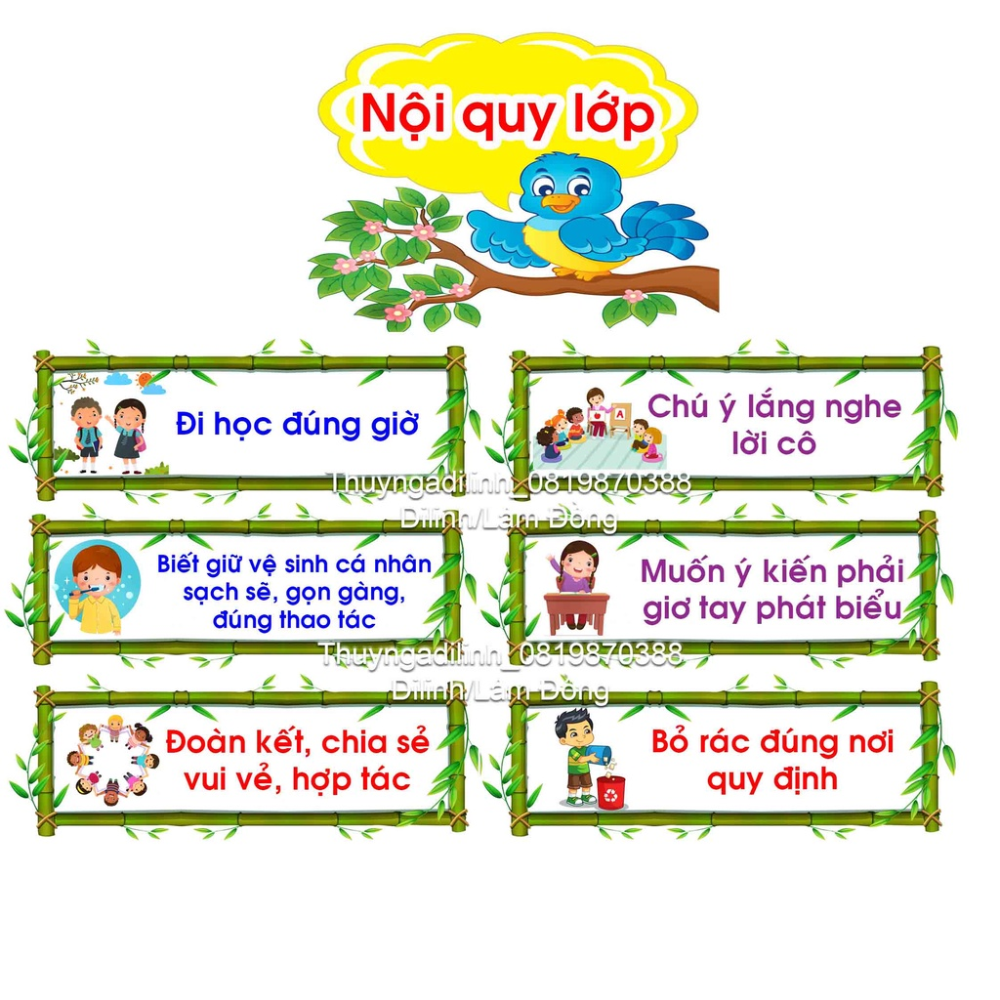 Nội quy lớp
Đi học đúng giờ
Chú ý lắng nghe
lời cô
A
Thuyngadilinh_0819870388
Dilinh/Lâm Đồng
Biết giữ vệ sinh cá nhân
sạch sẽ, gọn gàng,
đúng thao tác
Muốn ý kiến phải
giơ tay phát biểu
Thuyngadilinh_0819870388
Dilinh/Lâm Đồng
Đoàn kết, chia sẻ
vui vẻ, hợp tác
Bỏ rác đúng nơi
quy định